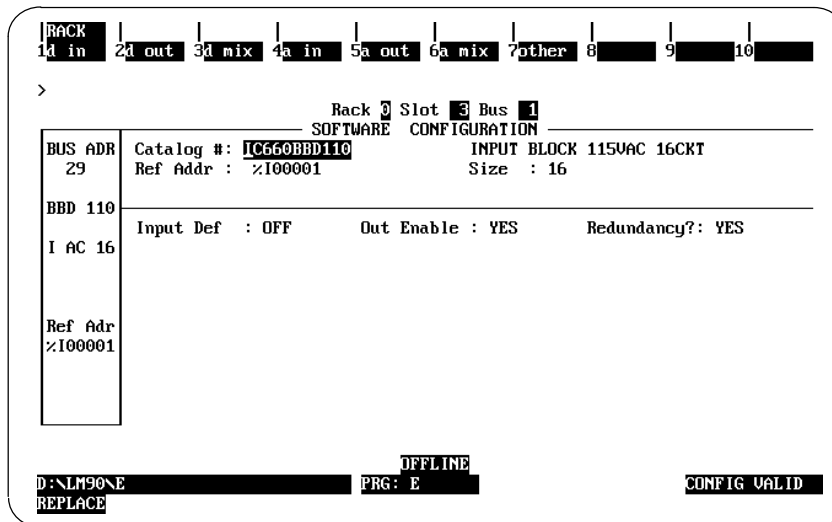 RACK
1d in 2d out 3d mix 4a in 5a out 6a mix 7other 8 9 10
>
Rack 0 Slot 3 Bus 1
SOFTWARE CONFIGURATION
BUS ADR Catalog #: IC660BBD110 INPUT BLOCK 115VAC 16CKT
29 Ref Addr : %I00001 Size : 16
BBD 110
Input Def : OFF Out Enable : YES Redundancy?: YES
I AC 16
Ref Adr
%I00001
OFFLINE
D:\LM90\E PRG: E CONFIG VALID
REPLACE